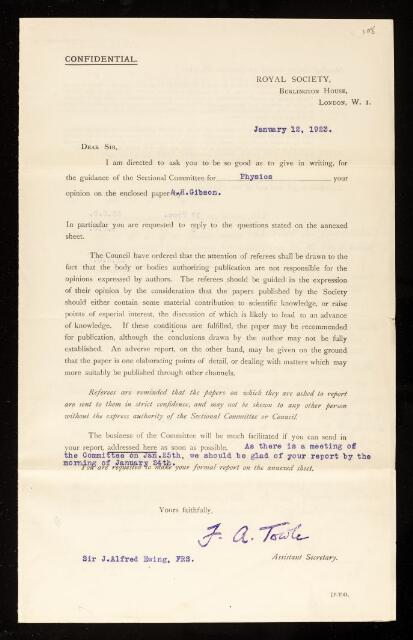 108
CONFIDENTIAL.
ROYAL SOCIETY,
BURLINGTON HOUSE,
LONDON, W. 1.
January 12, 1923.
DEAR SIR,
I am directed to ask you to be so good as to give in writing, for
the guidance of the Sectional Committee for Physics your
opinion on the enclosed paper by A.H.Gibson.
In particular you are requested to reply to the questions stated on the annexed
sheet.
The Council have ordered that the attention of referees shall be drawn to the
fact that the body or bodies authorizing publication are not responsible for the
opinions expressed by authors. The referees should be guided in the expression
of their opinion by the consideration that the papers published by the Society
should either contain some material contribution to scientific knowledge, or raise
points of especial interest, the discussion of which is likely to lead to an advance
of knowledge. If these conditions are fulfilled, the paper may be recommended
for publication, although the conclusions drawn by the author may not be fully
established. An adverse report, on the other hand, may be given on the ground
that the paper is one elaborating points of detail, or dealing with matters which may
more suitably be published through other channels.
Referees are reminded that the papers on which they are asked to report
are sent to them in strict confidence, and may not be shown to any other person
without the express authority of the Sectional Committee or Council.
The business of the Committee will be much facilitated if you can send in
your report, addressed here as soon as possible. As there is a meeting of
the Committee on Jan.25th, we should be glad of your report by the
morning of January 24th.
You are requested to make your formal report on the annexed sheet.
Yours faithfully,
F. A. Towle
Sir J.Alfred Ewing, FRS. Assistant Secretary.
[P.T.O.